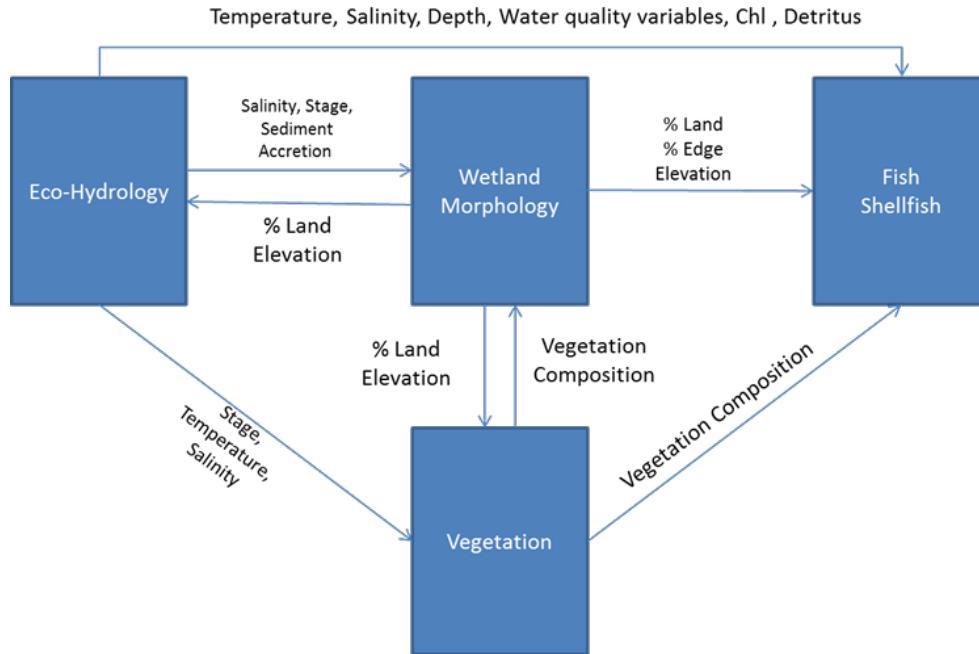 Temperature, Salinity, Depth, Water quality variables, Chl , Detritus
Salinity, Stage,
Sediment
Accretion
% Land
% Edge
Elevation
Eco-Hydrology
Wetland
Morphology
Fish
Shellfish
% Land
Elevation
% Land
Elevation
Vegetation
Composition
Stage,
Temperature,
Salinity
Vegetation Composition
Vegetation